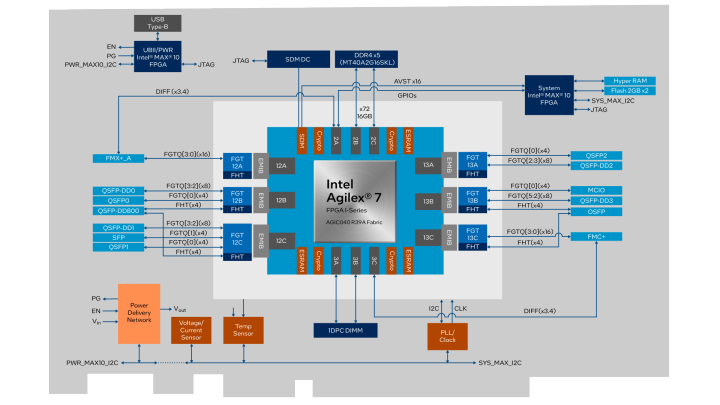 USB
Type-B
EN
PG
PWR_MAX10_I2C
UBII/PWR
Intel® MAX® 10
FPGA
JTAG
JTAG
SDM DC
DDR4 x5
(MT40A2G16SKL)
AVST x16
GPIOs
x72
16GB
System
Intel® MAX® 10
FPGA
Hyper RAM
Flash 2GB x2
SYS_MAX_I2C
JTAG
DIFF (x3.4)
SDM
Crypto
2A
2B
2C
Crypto
ESRAM
FMX+_A
FGTQ[3:0](x16)
FGT
12A
FHT
EMIB
12A
13A
EMIB
FGT
13A
FHT
FGTQ[0](x4)
FGTQ[2:3](x8)
QSFP2
QSFP-DD2
QSFP-DD0
QSFP0
QSFP-DD800
FGTQ[3:2](x8)
FGTQ[0](x4)
FHT(x4)
FGT
12B
FHT
EMIB
12B
Intel
Agilex® 7
FPGA I-Series
AGIC040 R39A Fabric
13B
EMIB
FGT
13B
FHT
FGTQ[0](x4)
FGTQ[5:2](x8)
FHT(x4)
MCIO
QSFP-DD3
OSFP
QSFP-DD1
SFP
QSFP1
FGTQ[3:2](x8)
FGTQ[1](x4)
FGTQ[0](x4)
FHT(x4)
FGT
12C
FHT
EMIB
12C
13C
EMIB
FGT
13C
FHT
FGTQ[3:0](x16)
FHT(x4)
FMC+
ESRAM
Crypto
3A
3B
3C
Crypto
ESRAM
PG
EN
Vin
Power
Delivery
Network
Vout
Voltage/
Current
Sensor
Temp
Sensor
1DPC DIMM
I2C
CLK
PLL/
Clock
DIFF(x3.4)
PWR_MAX10_I2C
SYS_MAX_I2C